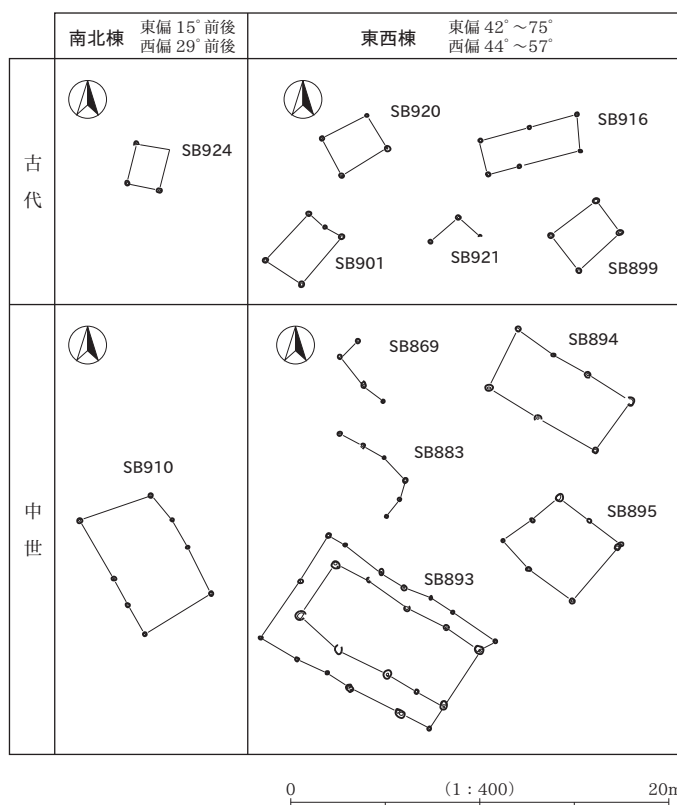 南北棟
東偏 15°前後
西偏 29°前後
東西棟
東偏 42°～75°
西偏 44°～57°
古代
SB924
SB920
SB916
SB901
SB921
SB899
中世
SB910
SB869
SB894
SB883
SB895
SB893
0 (1：400) 20m